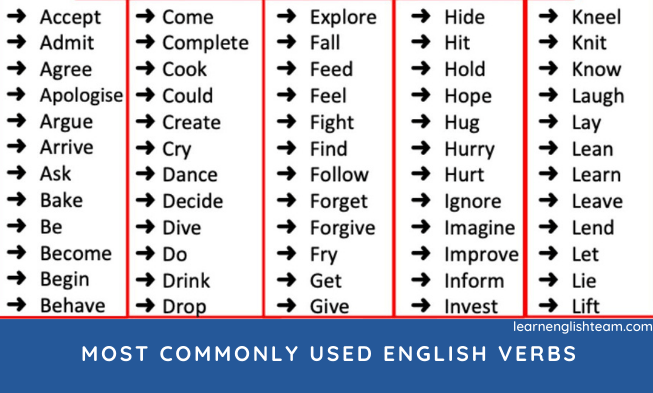 ➜ Accept
➜ Admit
➜ Agree
➜ Apologise
➜ Argue
➜ Arrive
➜ Ask
➜ Bake
➜ Be
➜ Become
➜ Begin
➜ Behave
➜ Come
➜ Complete
➜ Cook
➜ Could
➜ Create
➜ Cry
➜ Dance
➜ Decide
➜ Dive
➜ Do
➜ Drink
➜ Drop
➜ Explore
➜ Fall
➜ Feed
➜ Feel
➜ Fight
➜ Find
➜ Follow
➜ Forget
➜ Forgive
➜ Fry
➜ Get
➜ Give
➜ Hide
➜ Hit
➜ Hold
➜ Hope
➜ Hug
➜ Hurry
➜ Hurt
➜ Ignore
➜ Imagine
➜ Improve
➜ Inform
➜ Invest
➜ Kneel
➜ Knit
➜ Know
➜ Laugh
➜ Lay
➜ Lean
➜ Learn
➜ Leave
➜ Lend
➜ Let
➜ Lie
➜ Lift
learnenglishteam.com
MOST COMMONLY USED ENGLISH VERBS